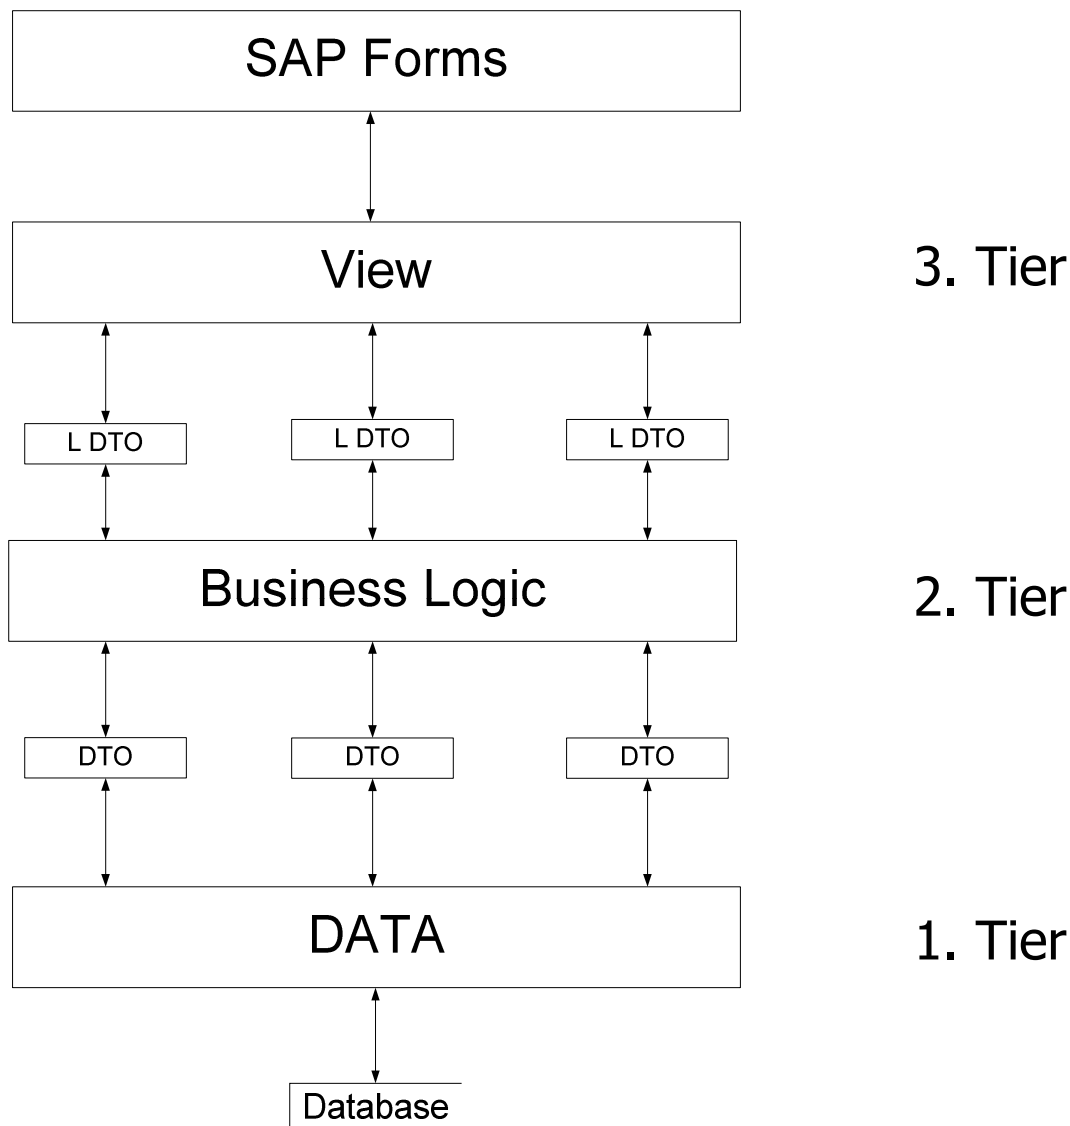 SAP Forms
View
3. Tier
L DTO
L DTO
L DTO
Business Logic
2. Tier
DTO
DTO
DTO
DATA
1. Tier
Database